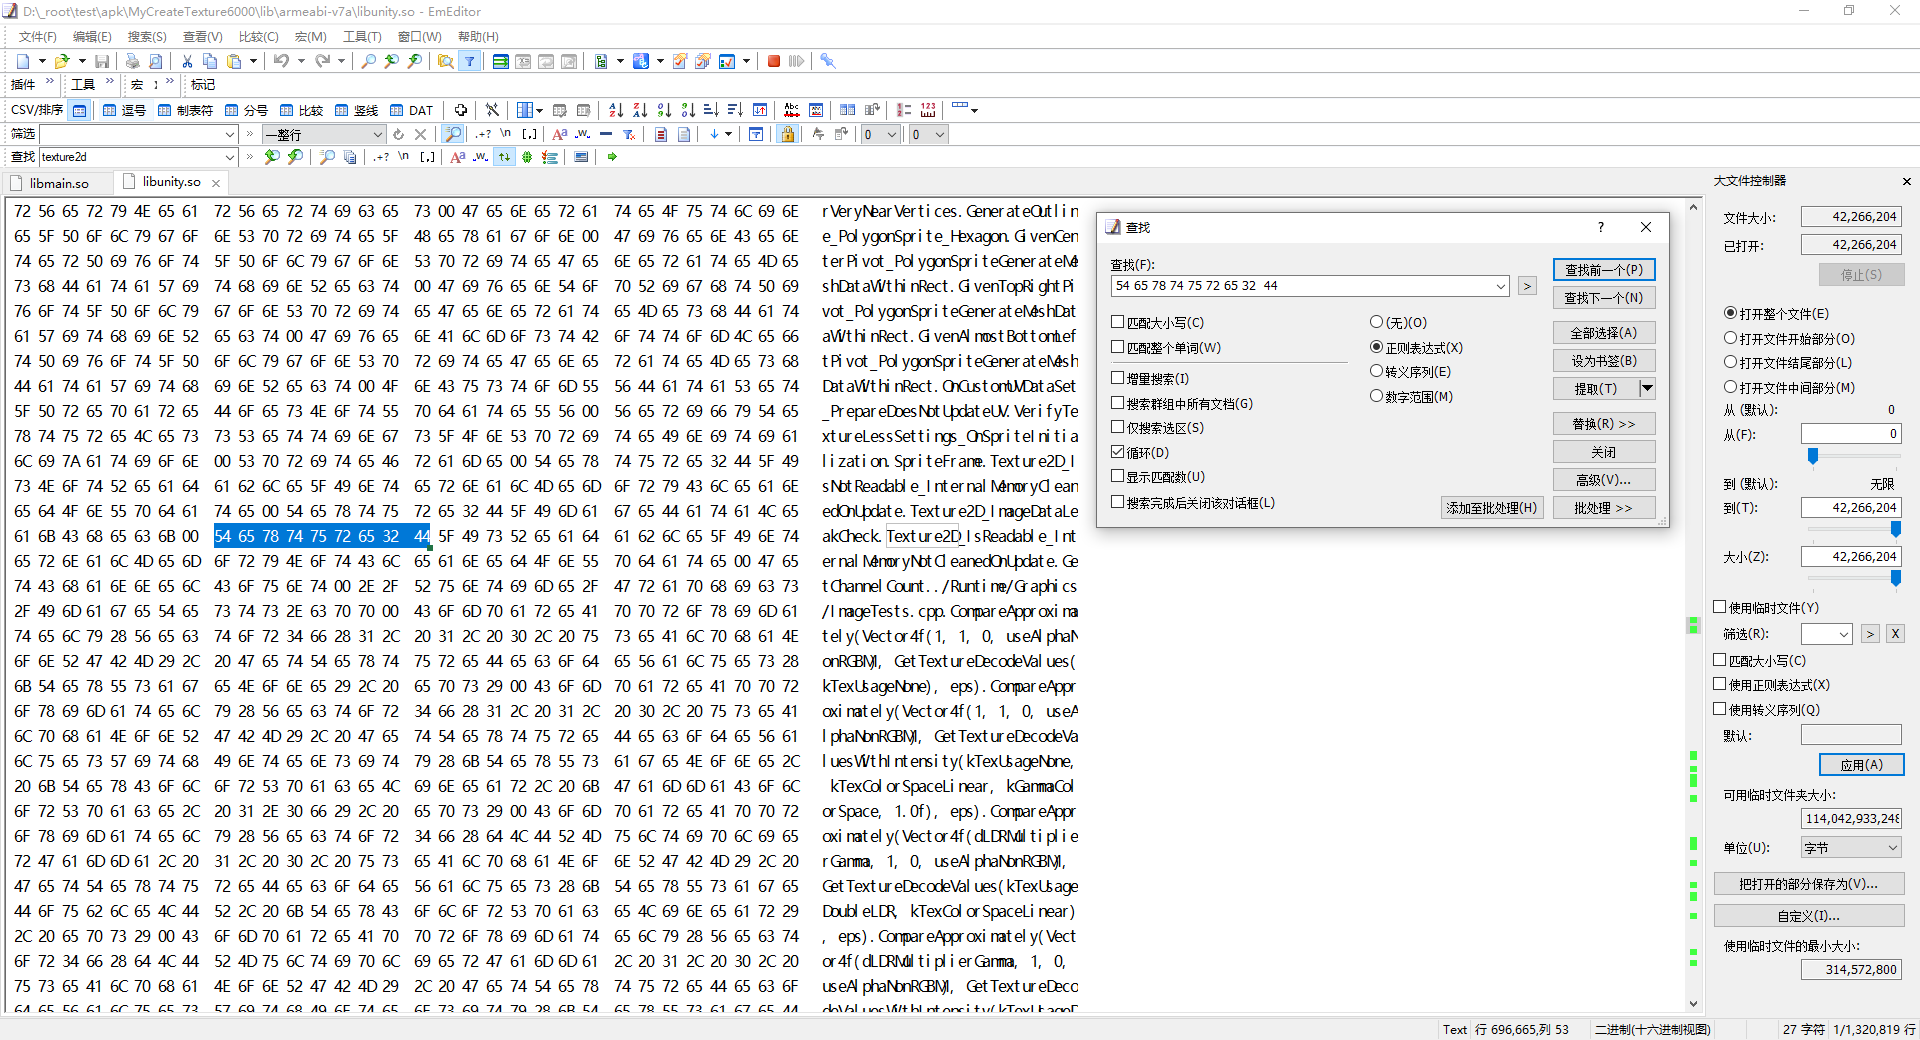 D:\_root\test\apk\MyCreateTexture6000\lib\armeabi-v7a\libunity.so - EmEditor
文件(F) 编辑(E) 搜索(S) 查看(V) 比较(C) 宏(M) 工具(T) 窗口(W) 帮助(H)
插件 » 工具 » 宏 » 标记
CSV/排序 逗号 制表符 分号 比较 竖线 DAT
筛选 » 一整行 0 0
查找 texture2d »
libmain.so libunity.so
72 56 65 72 79 4E 65 61 72 56 65 72 74 69 63 65 73 00 47 65 6E 65 72 61 74 65 4F 75 74 6C 69 6E rVeryNearVertices.GenerateOutlin
65 5F 50 6F 6C 79 67 6F 6E 53 70 72 69 74 65 5F 48 65 78 61 67 6F 6E 00 47 69 76 65 6E 43 65 6E e_PolygonSprite_Hexagon.GivenCen
74 65 72 50 69 76 6F 74 5F 50 6F 6C 79 67 6F 6E 53 70 72 69 74 65 47 65 6E 65 72 61 74 65 4D 65 terPivot_PolygonSpriteGenerateMe
73 68 44 61 74 61 57 69 74 68 69 6E 52 65 63 74 00 47 69 76 65 6E 54 6F 70 52 69 67 68 74 50 69 shDataWithinRect.GivenTopRightPi
76 6F 74 5F 50 6F 6C 79 67 6F 6E 53 70 72 69 74 65 47 65 6E 65 72 61 74 65 4D 65 73 68 44 61 74 vot_PolygonSpriteGenerateMeshDat
61 57 69 74 68 69 6E 52 65 63 74 00 47 69 76 65 6E 41 6C 6D 6F 73 74 42 6F 74 74 6F 6D 4C 65 66 aWithinRect.GivenAlmostBottomLef
74 50 69 76 6F 74 5F 50 6F 6C 79 67 6F 6E 53 70 72 69 74 65 47 65 6E 65 72 61 74 65 4D 65 73 68 tPivot_PolygonSpriteGenerateMesh
44 61 74 61 57 69 74 68 69 6E 52 65 63 74 00 4F 6E 43 75 73 74 6F 6D 55 56 44 61 74 61 53 65 74 DataWithinRect.OnCustomUVDataSet
5F 50 72 65 70 61 72 65 44 6F 65 73 4E 6F 74 55 70 64 61 74 65 55 56 00 56 65 72 69 66 79 54 65 _PrepareDoesNotUpdateUV.VerifyTe
78 74 75 72 65 4C 65 73 73 53 65 74 74 69 6E 67 73 5F 4F 6E 53 70 72 69 74 65 49 6E 69 74 69 61 xtureLessSettings_OnSpriteInitia
6C 69 7A 61 74 69 6F 6E 00 53 70 72 69 74 65 46 72 61 6D 65 00 54 65 78 74 75 72 65 32 44 5F 49 lization.SpriteFrame.Texture2D_I
73 4E 6F 74 52 65 61 64 61 62 6C 65 5F 49 6E 74 65 72 6E 61 6C 4D 65 6D 6F 72 79 43 6C 65 61 6E sNotReadable_InternalMemoryClean
65 64 4F 6E 55 70 64 61 74 65 00 54 65 78 74 75 72 65 32 44 5F 49 6D 61 67 65 44 61 74 61 4C 65 edOnUpdate.Texture2D_ImageDataLe
61 6B 43 68 65 63 6B 00 54 65 78 74 75 72 65 32 44 5F 49 73 52 65 61 64 61 62 6C 65 5F 49 6E 74 akCheck.Texture2D_IsReadable_Int
65 72 6E 61 6C 4D 65 6D 6F 72 79 4E 6F 74 43 6C 65 61 6E 65 64 4F 6E 55 70 64 61 74 65 00 47 65 ernalMemoryNotCleanedOnUpdate.Ge
74 43 68 61 6E 6E 65 6C 43 6F 75 6E 74 00 2E 2E 2F 52 75 6E 74 69 6D 65 2F 47 72 61 70 68 69 63 73 tChannelCount../Runtime/Graphics
2F 49 6D 61 67 65 54 65 73 74 73 2E 63 70 70 00 43 6F 6D 70 61 72 65 41 70 70 72 6F 78 69 6D 61 /ImageTests.cpp.CompareApproxima
74 65 6C 79 28 56 65 63 74 6F 72 34 66 28 31 2C 20 31 2C 20 30 2C 20 75 73 65 41 6C 70 68 61 4E tely(Vector4f(1, 1, 0, useAlphaN
6F 6E 52 47 42 4D 29 2C 20 47 65 74 54 65 78 74 75 72 65 44 65 63 6F 64 65 56 61 6C 75 65 73 28 onRGBM), GetTextureDecodeValues(
6B 54 65 78 55 73 61 67 65 4E 6F 6E 65 29 2C 20 65 70 73 29 00 43 6F 6D 70 61 72 65 41 70 70 72 kTexUsageNone), eps).CompareAppr
6F 78 69 6D 61 74 65 6C 79 28 56 65 63 74 6F 72 34 66 28 31 2C 20 31 2C 20 30 2C 20 75 73 65 41 oximately(Vector4f(1, 1, 0, useA
6C 70 68 61 4E 6F 6E 52 47 42 4D 29 2C 20 47 65 74 54 65 78 74 75 72 65 44 65 63 6F 64 65 56 61 lphaNonRGBM), GetTextureDecodeVa
6C 75 65 73 57 69 74 68 49 6E 74 65 6E 73 69 74 79 28 6B 54 65 78 55 73 61 67 65 4E 6F 6E 65 2C luesWithIntensity(kTexUsageNone,
20 6B 54 65 78 43 6F 6C 6F 72 53 70 61 63 65 4C 69 6E 65 61 72 2C 20 6B 47 61 6D 6D 61 43 6F 6C kTexColorSpaceLinear, kGammaCol
6F 72 53 70 61 63 65 2C 20 31 2E 30 66 29 2C 20 65 70 73 29 00 43 6F 6D 70 61 72 65 41 70 70 72 orSpace, 1.0f), eps).CompareAppr
6F 78 69 6D 61 74 65 6C 79 28 56 65 63 74 6F 72 34 66 28 64 4C 44 52 4D 75 6C 74 69 70 6C 69 65 oximately(Vector4f(dLDRMultiplie
72 47 61 6D 6D 61 2C 20 31 2C 20 30 2C 20 75 73 65 41 6C 70 68 61 4E 6F 6E 52 47 42 4D 29 2C 20 rGamma, 1, 0, useAlphaNonRGBM),
47 65 74 54 65 78 74 75 72 65 44 65 63 6F 64 65 56 61 6C 75 65 73 28 6B 54 65 78 55 73 61 67 65 GetTextureDecodeValues(kTexUsage
44 6F 75 62 6C 65 4C 44 52 2C 20 6B 54 65 78 43 6F 6C 6F 72 53 70 61 63 65 4C 69 6E 65 61 72 29 DoubleLDR, kTexColorSpaceLinear)
2C 20 65 70 73 29 00 43 6F 6D 70 61 72 65 41 70 70 72 6F 78 69 6D 61 74 65 6C 79 28 56 65 63 74 , eps).CompareApproximately(Vect
6F 72 34 66 28 64 4C 44 52 4D 75 6C 74 69 70 6C 69 65 72 47 61 6D 6D 61 2C 20 31 2C 20 30 2C 20 or4f(dLDRMultiplierGamma, 1, 0,
75 73 65 41 6C 70 68 61 4E 6F 6E 52 47 42 4D 29 2C 20 47 65 74 54 65 78 74 75 72 65 44 65 63 6F useAlphaNonRGBM), GetTextureDeco
64 65 56 61 6C 75 65 73 57 69 74 68 49 6E 74 65 6E 73 69 74 79 28 6B 54 65 78 55 73 61 67 65 44 deValuesWithIntensity(kTexUsageD
查找 ?
查找(F):
54 65 78 74 75 72 65 32 44
>
查找前一个(P)
查找下一个(N)
匹配大小写(C)
匹配整个单词(W)
增量搜索(I)
搜索群组中所有文档(G)
仅搜索选区(S)
循环(D)
显示匹配数(U)
搜索完成后关闭该对话框(L)
(无)(O)
正则表达式(X)
转义序列(E)
数字范围(M)
全部选择(A)
设为书签(B)
提取(T)
替换(R) >>
关闭
高级(V)...
添加至批处理(H) 批处理 >>
大文件控制器
文件大小: 42,266,204
已打开: 42,266,204
停止(S)
打开整个文件(E)
打开文件开始部分(O)
打开文件结尾部分(L)
打开文件中间部分(M)
从 (默认): 0
从(F): 0
到 (默认): 无限
到(T): 42,266,204
大小(Z): 42,266,204
使用临时文件(Y)
筛选(R): > X
匹配大小写(C)
使用正则表达式(X)
使用转义序列(Q)
默认:
应用(A)
可用临时文件夹大小:
114,042,933,248
单位(U): 字节
把打开的部分保存为(V)...
自定义(I)...
使用临时文件的最小大小:
314,572,800
Text 行 696,665,列 53 二进制(十六进制视图) 27 字符 1/1,320,819 行